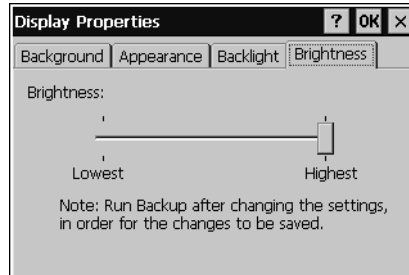 Display Properties ? OK ×
Background Appearance Backlight Brightness
Brightness:
Lowest Highest
Note: Run Backup after changing the settings,
in order for the changes to be saved.